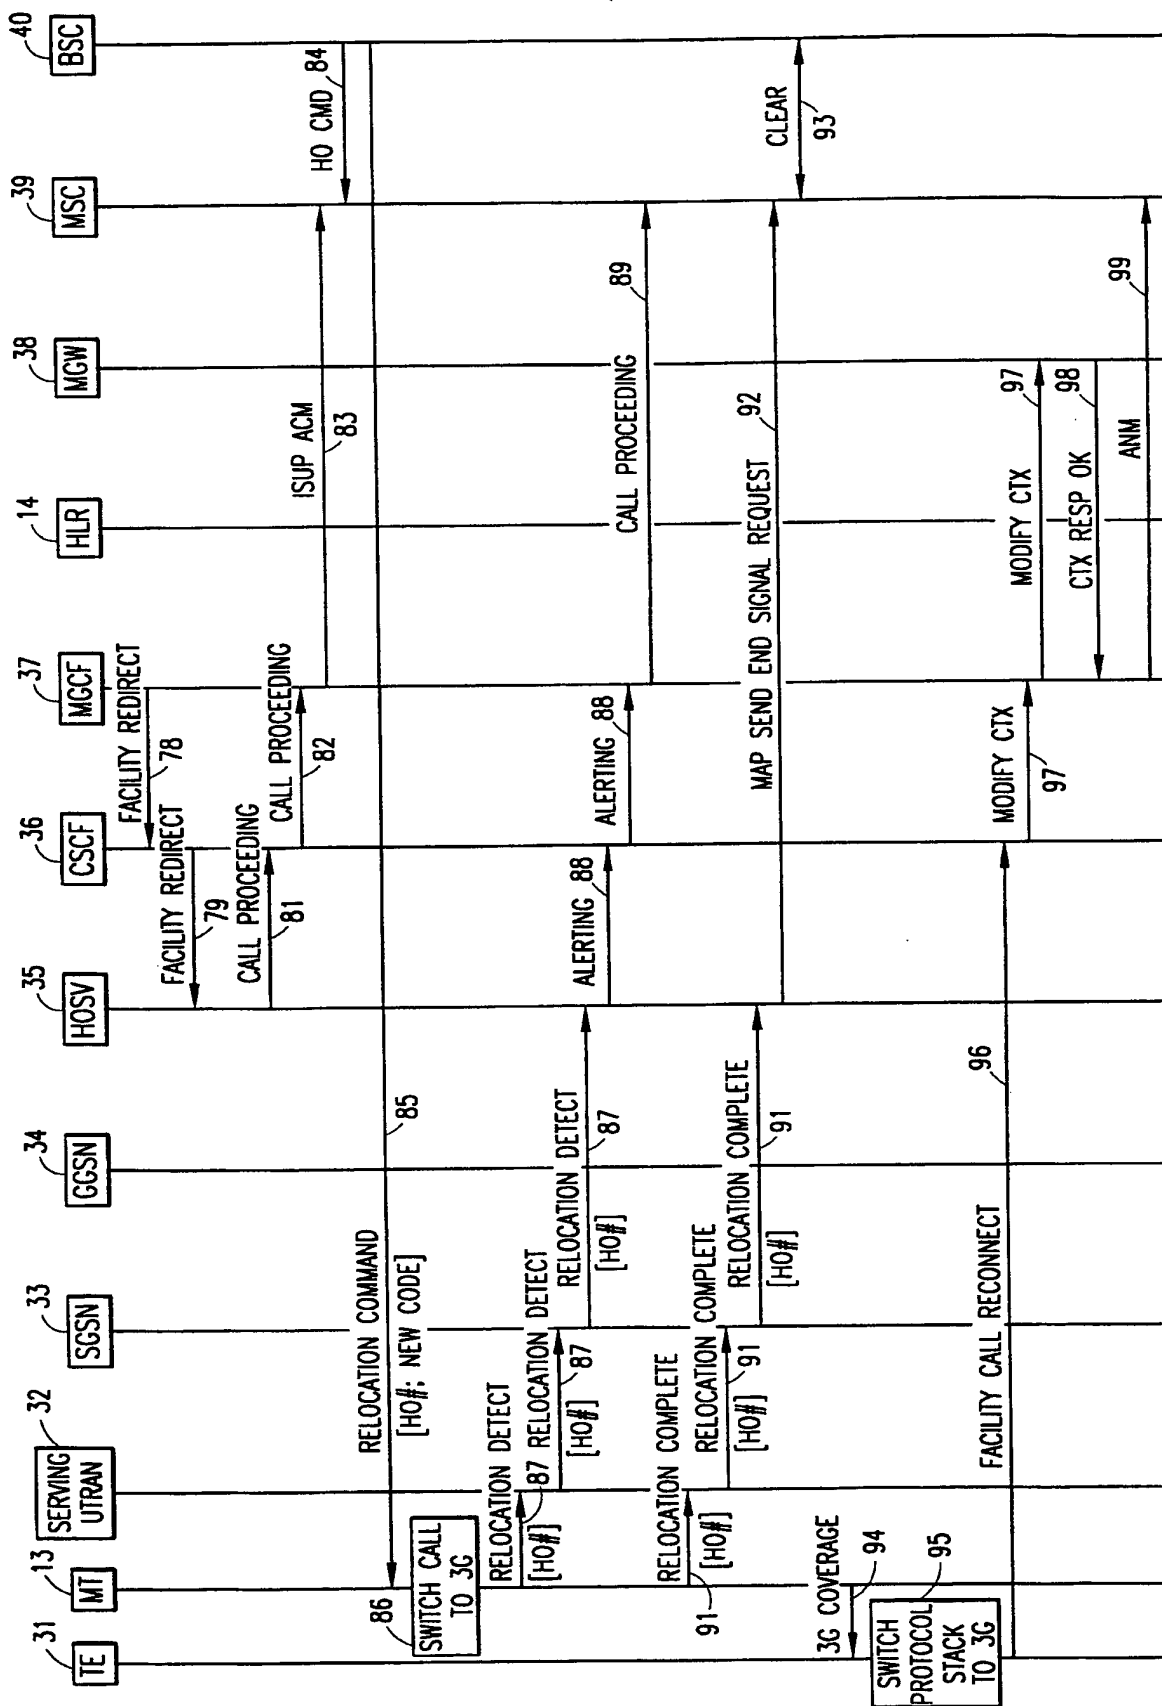 31
TE
13
MT
32
SERVING
UTRAN
33
SGSN
34
GGSN
35
HOSV
36
CSCF
37
MGCF
14
HLR
38
MGW
39
MSC
40
BSC
FACILITY REDIRECT
78
FACILITY REDIRECT
79
CALL PROCEEDING
81
CALL PROCEEDING
82
ISUP ACM
83
HO CMD
84
RELOCATION COMMAND
[HO#; NEW CODE]
85
86
SWITCH CALL
TO 3G
RELOCATION DETECT
87
[HO#]
RELOCATION DETECT
87
[HO#]
RELOCATION DETECT
87
[HO#]
ALERTING 88
ALERTING 88
CALL PROCEEDING
89
RELOCATION COMPLETE
91
[HO#]
RELOCATION COMPLETE
91
[HO#]
RELOCATION COMPLETE
91
[HO#]
MAP SEND END SIGNAL REQUEST
92
CLEAR
93
3G COVERAGE
94
SWITCH
PROTOCOL
STACK
TO 3G
95
FACILITY CALL RECONNECT
96
MODIFY CTX
97
MODIFY CTX
97
CTX RESP OK
98
ANM
99